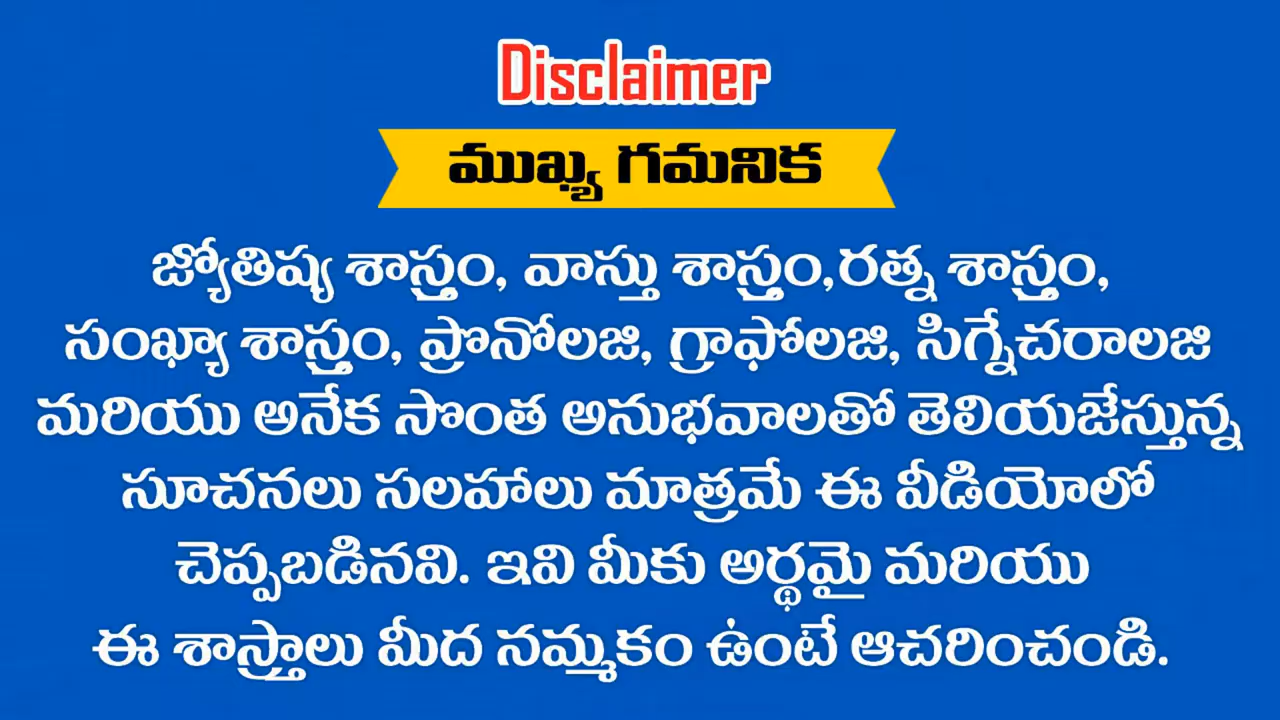 Disclaimer
ముఖ్య గమనిక
జ్యోతిష్య శాస్త్రం, వాస్తు శాస్త్రం,రత్న శాస్త్రం,
సంఖ్యా శాస్త్రం, ప్రొనోలజి, గ్రాఫోలజి, సిగ్నేచరాలజి
మరియు అనేక సొంత అనుభవాలతో తెలియజేస్తున్న
సూచనలు సలహాలు మాత్రమే ఈ వీడియోలో
చెప్పబడినవి. ఇవి మీకు అర్థమై మరియు
ఈ శాస్త్రాలు మీద నమ్మకం ఉంటే ఆచరించండి.